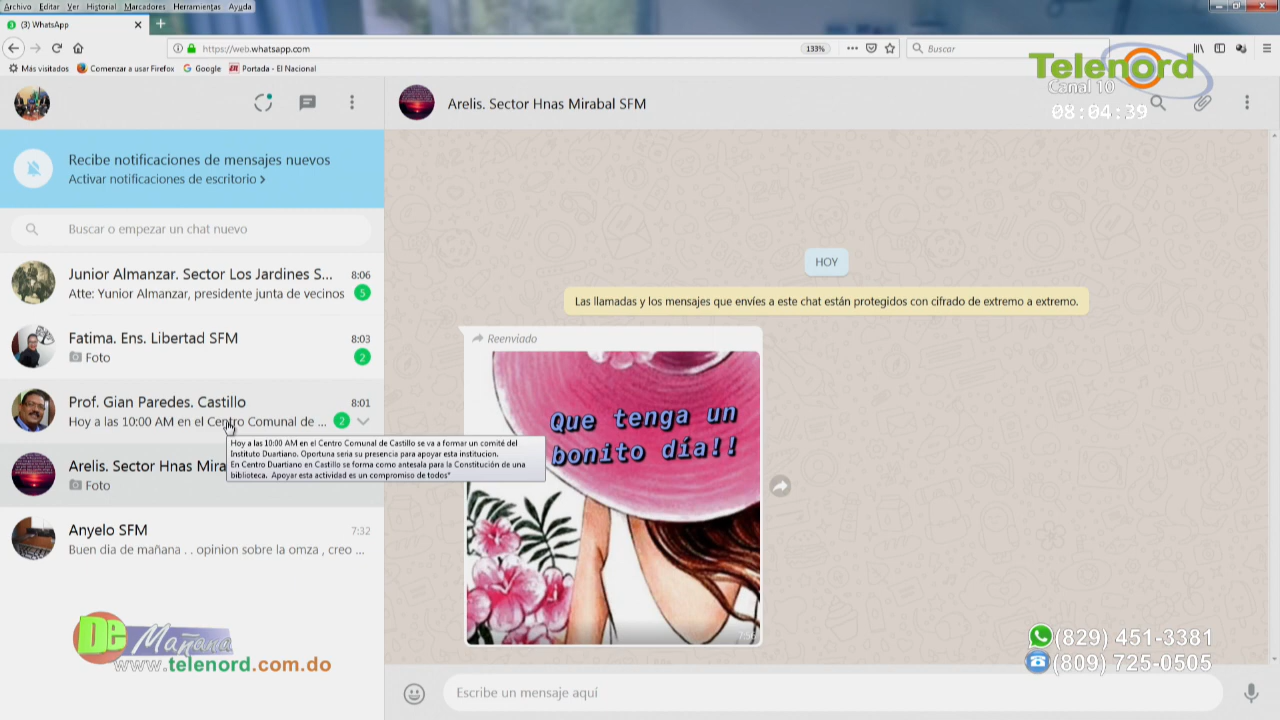 Archivo Editar Ver Historial Marcadores Herramientas Ayuda
(3) WhatsApp
https://web.whatsapp.com
133%
Buscar
Más visitados Comenzar a usar Firefox Google Portada - El Nacional
Telenord
Canal 10
08:04:39
Arelis. Sector Hnas Mirabal SFM
Recibe notificaciones de mensajes nuevos
Activar notificaciones de escritorio >
Buscar o empezar un chat nuevo
Junior Almanzar. Sector Los Jardines S... 8:06
Atte: Yunior Almanzar, presidente junta de vecinos 5
Fatima. Ens. Libertad SFM 8:03
Foto 2
Prof. Gian Paredes. Castillo 8:01
Hoy a las 10:00 AM en el Centro Comunal de ... 2
Hoy a las 10:00 AM en el Centro Comunal de Castillo se va a formar un comité del
Instituto Duartiano. Oportuna seria su presencia para apoyar esta institucion.
En Centro Duartiano en Castillo se forma como antesala para la Constitución de una
biblioteca. Apoyar esta actividad es un compromiso de todos*
Arelis. Sector Hnas Mira
Foto
Anyelo SFM 7:32
Buen dia de mañana . . opinion sobre la omza , creo ...
HOY
Las llamadas y los mensajes que envíes a este chat están protegidos con cifrado de extremo a extremo.
Reenviado
Que tenga un
bonito día!!
7:56
De Mañana
www.telenord.com.do
(829) 451-3381
(809) 725-0505
Escribe un mensaje aquí